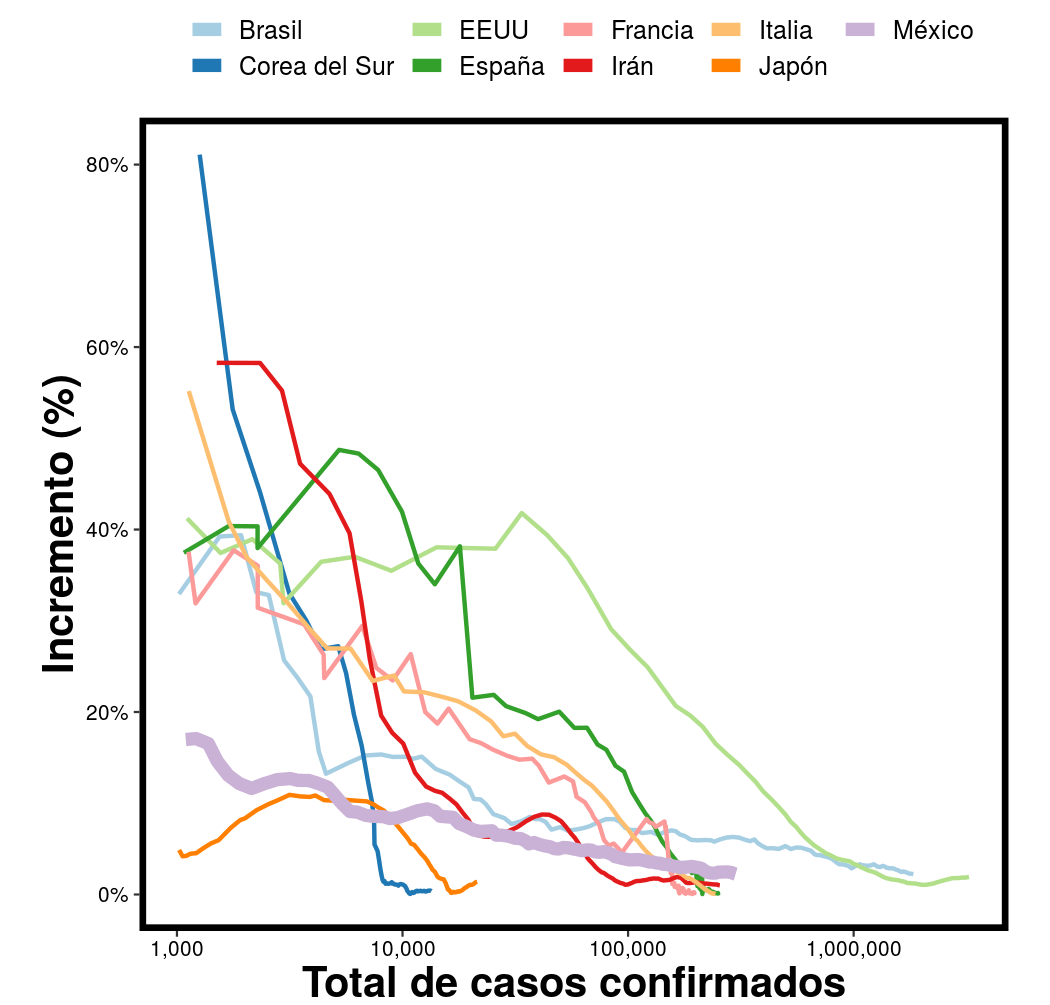 Brasil EEUU Francia Italia México
Corea del Sur España Irán Japón
80%
60%
40%
20%
0%
Incremento (%)
1,000 10,000 100,000 1,000,000
Total de casos confirmados